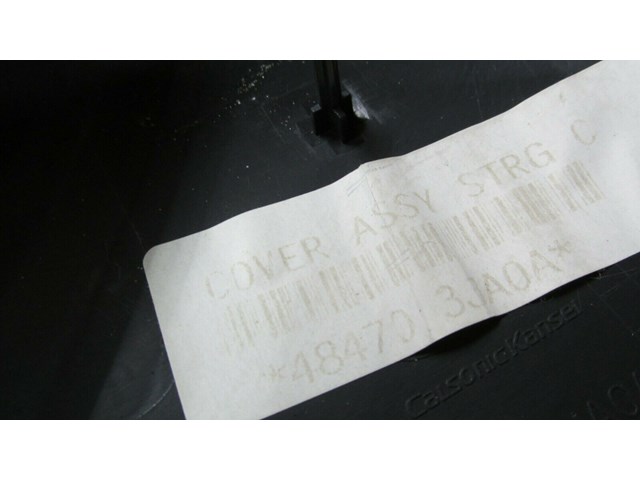 COVER ASSY STRG C
*48470 3JA0A*
CalsonicKansei